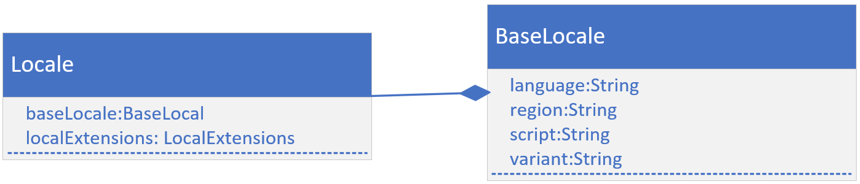 Locale
baseLocale:BaseLocal
localExtensions: LocalExtensions
BaseLocale
language:String
region:String
script:String
variant:String